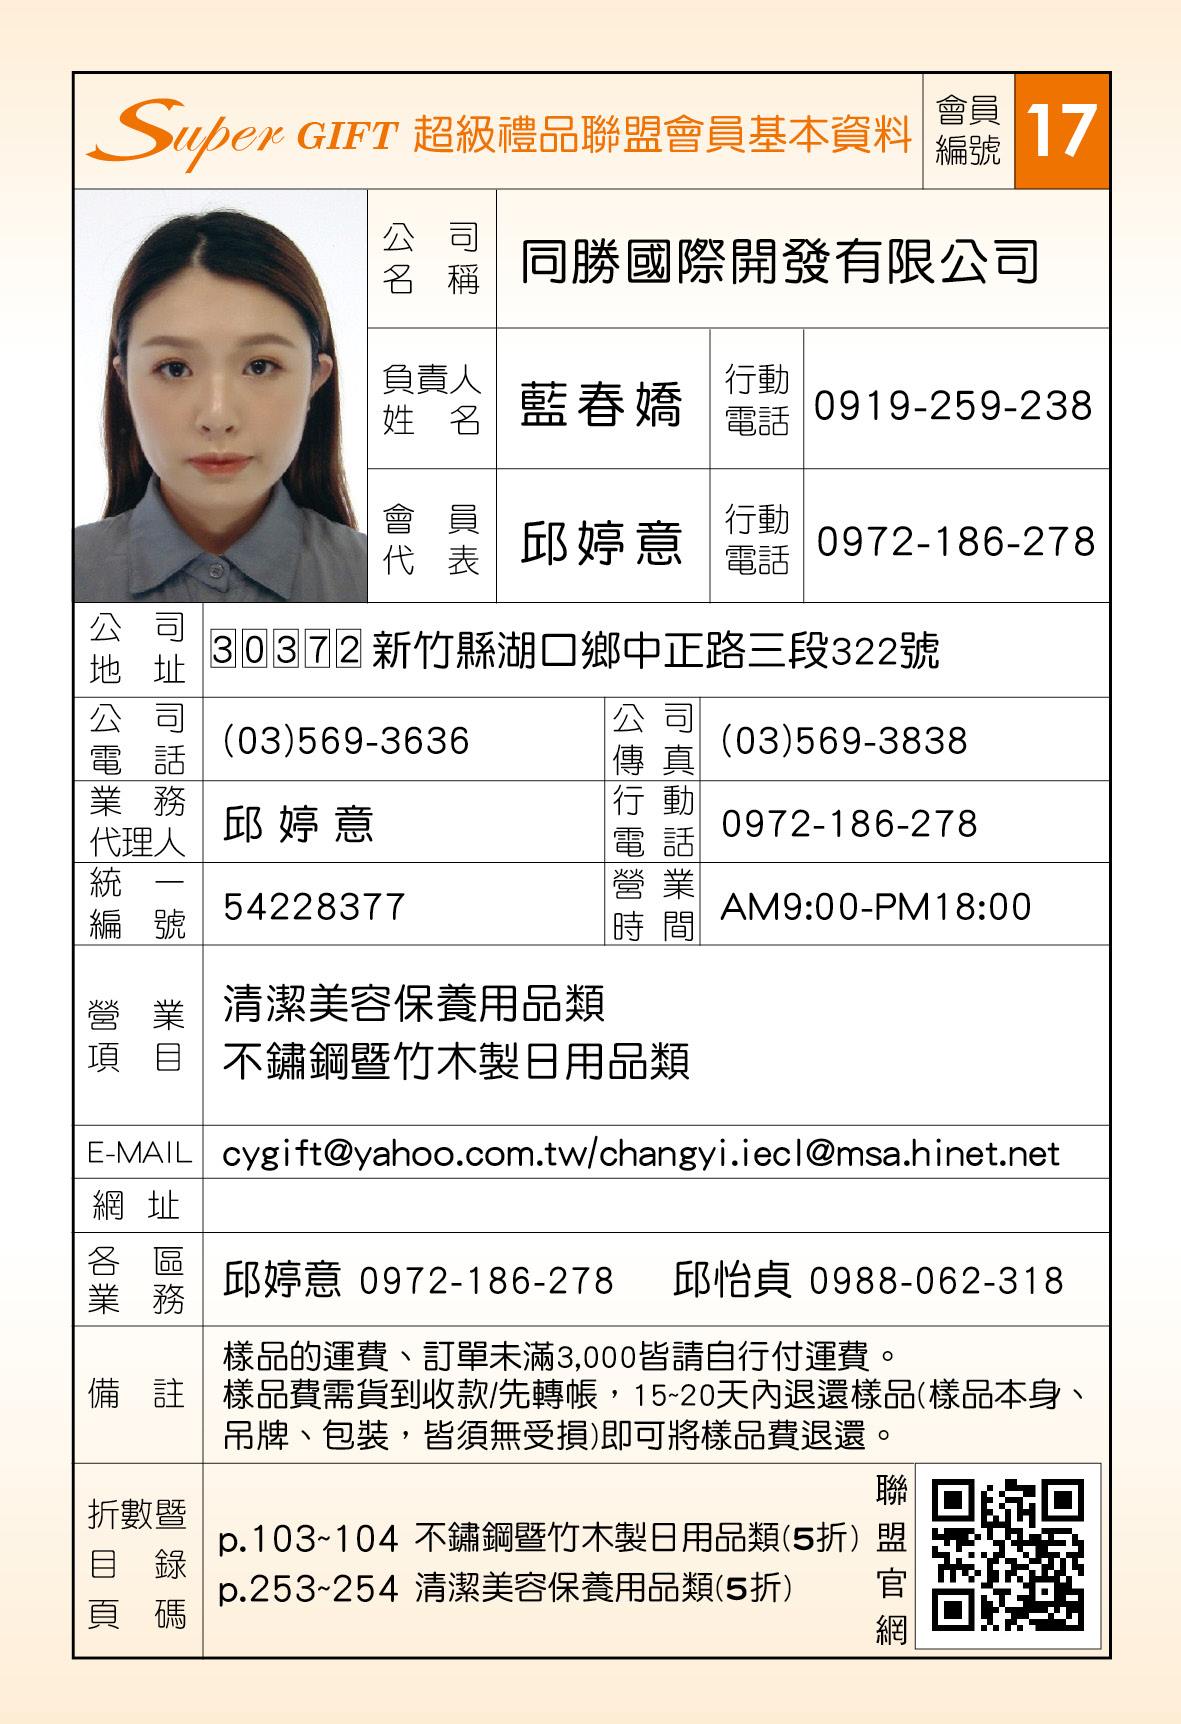 Super GIFT 超級禮品聯盟會員基本資料
會員編號 17
公司名稱 同勝國際開發有限公司
負責人姓名 藍春嬌 行動電話 0919-259-238
會員代表 邱婷意 行動電話 0972-186-278
公司地址 30372 新竹縣湖口鄉中正路三段322號
公司電話 (03)569-3636 公司傳真 (03)569-3838
業務代理人 邱婷意 行動電話 0972-186-278
統一編號 54228377 營業時間 AM9:00-PM18:00
營業項目 清潔美容保養用品類
不鏽鋼暨竹木製日用品類
E-MAIL cygift@yahoo.com.tw/changyi.iecl@msa.hinet.net
網址
各區業務 邱婷意 0972-186-278 邱怡貞 0988-062-318
備註 樣品的運費、訂單未滿3,000皆請自行付運費。
樣品費需貨到收款/先轉帳，15~20天內退還樣品(樣品本身、
吊牌、包裝，皆須無受損)即可將樣品費退還。
折數暨目錄頁碼 p.103~104 不鏽鋼暨竹木製日用品類(5折)
p.253~254 清潔美容保養用品類(5折)
聯盟官網